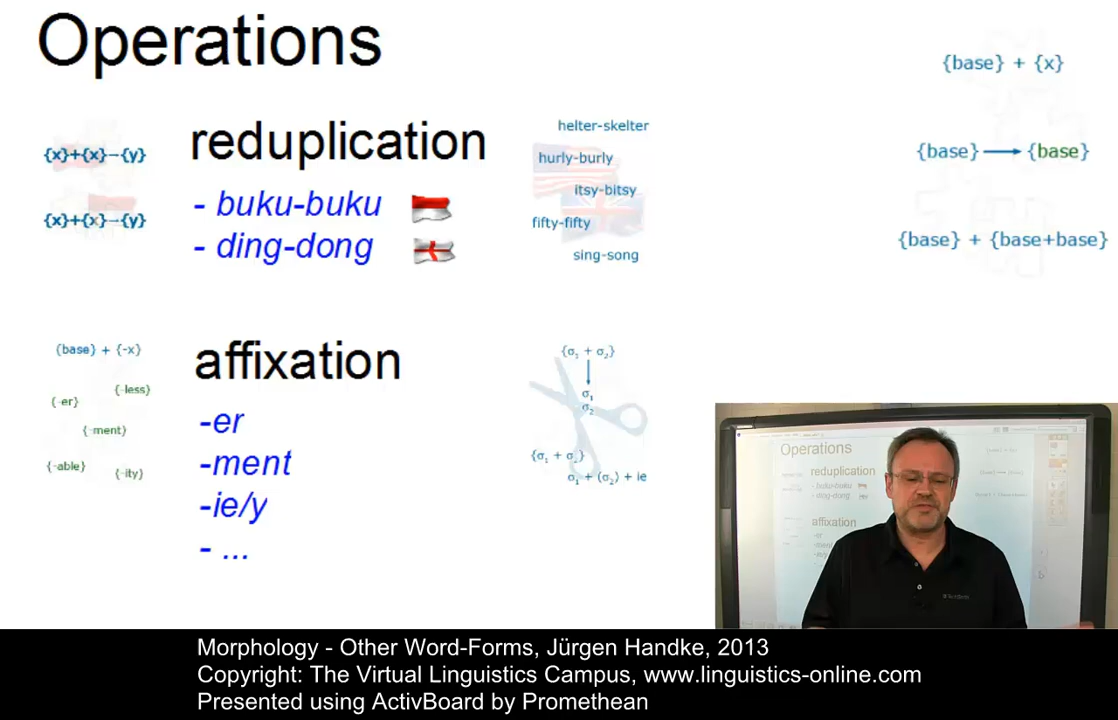 Operations
{base} + {x}
{x}+{x}–{y}
reduplication
helter-skelter
hurly-burly
{base} → {base}
- buku-buku
itsy-bitsy
{x}+{x}–{y}
fifty-fifty
- ding-dong
sing-song
{base} + {base+base}
{base} + {-x}
affixation
{σ₁ + σ₂}
{-less}
{-er}
σ₁
σ₂
-er
{-ment}
-ment
{σ₁ + σ₂}
{-able}
{-ity}
σ₁ + (σ₂) + ie
-ie/y
- ...
Operations
reduplication
- buku-buku
- ding-dong
affixation
-er
-ment
-ie/y
Morphology - Other Word-Forms, Jürgen Handke, 2013
Copyright: The Virtual Linguistics Campus, www.linguistics-online.com
Presented using ActivBoard by Promethean